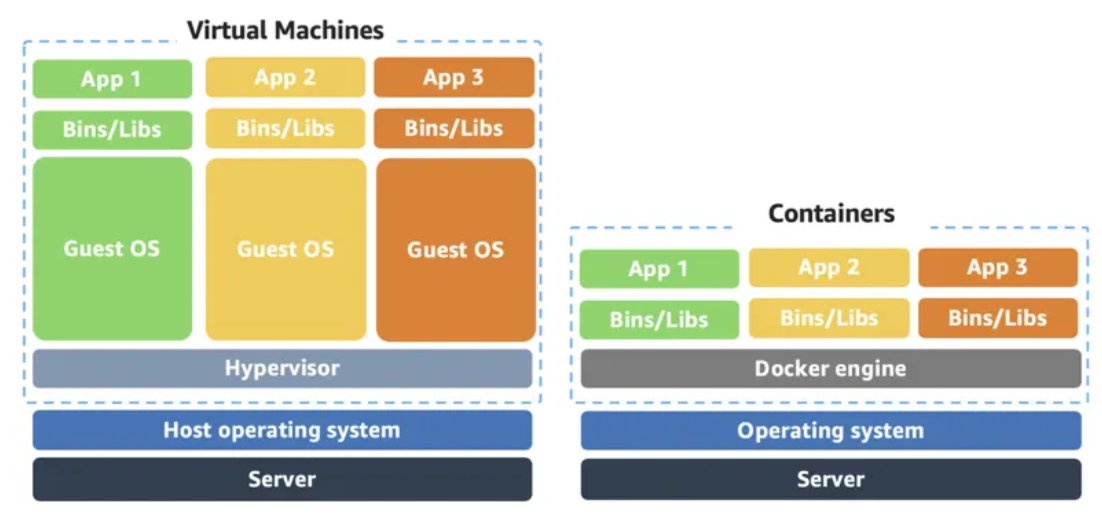 Virtual Machines
App 1
App 2
App 3
Bins/Libs
Bins/Libs
Bins/Libs
Guest OS
Guest OS
Guest OS
Hypervisor
Host operating system
Server
Containers
App 1
App 2
App 3
Bins/Libs
Bins/Libs
Bins/Libs
Docker engine
Operating system
Server